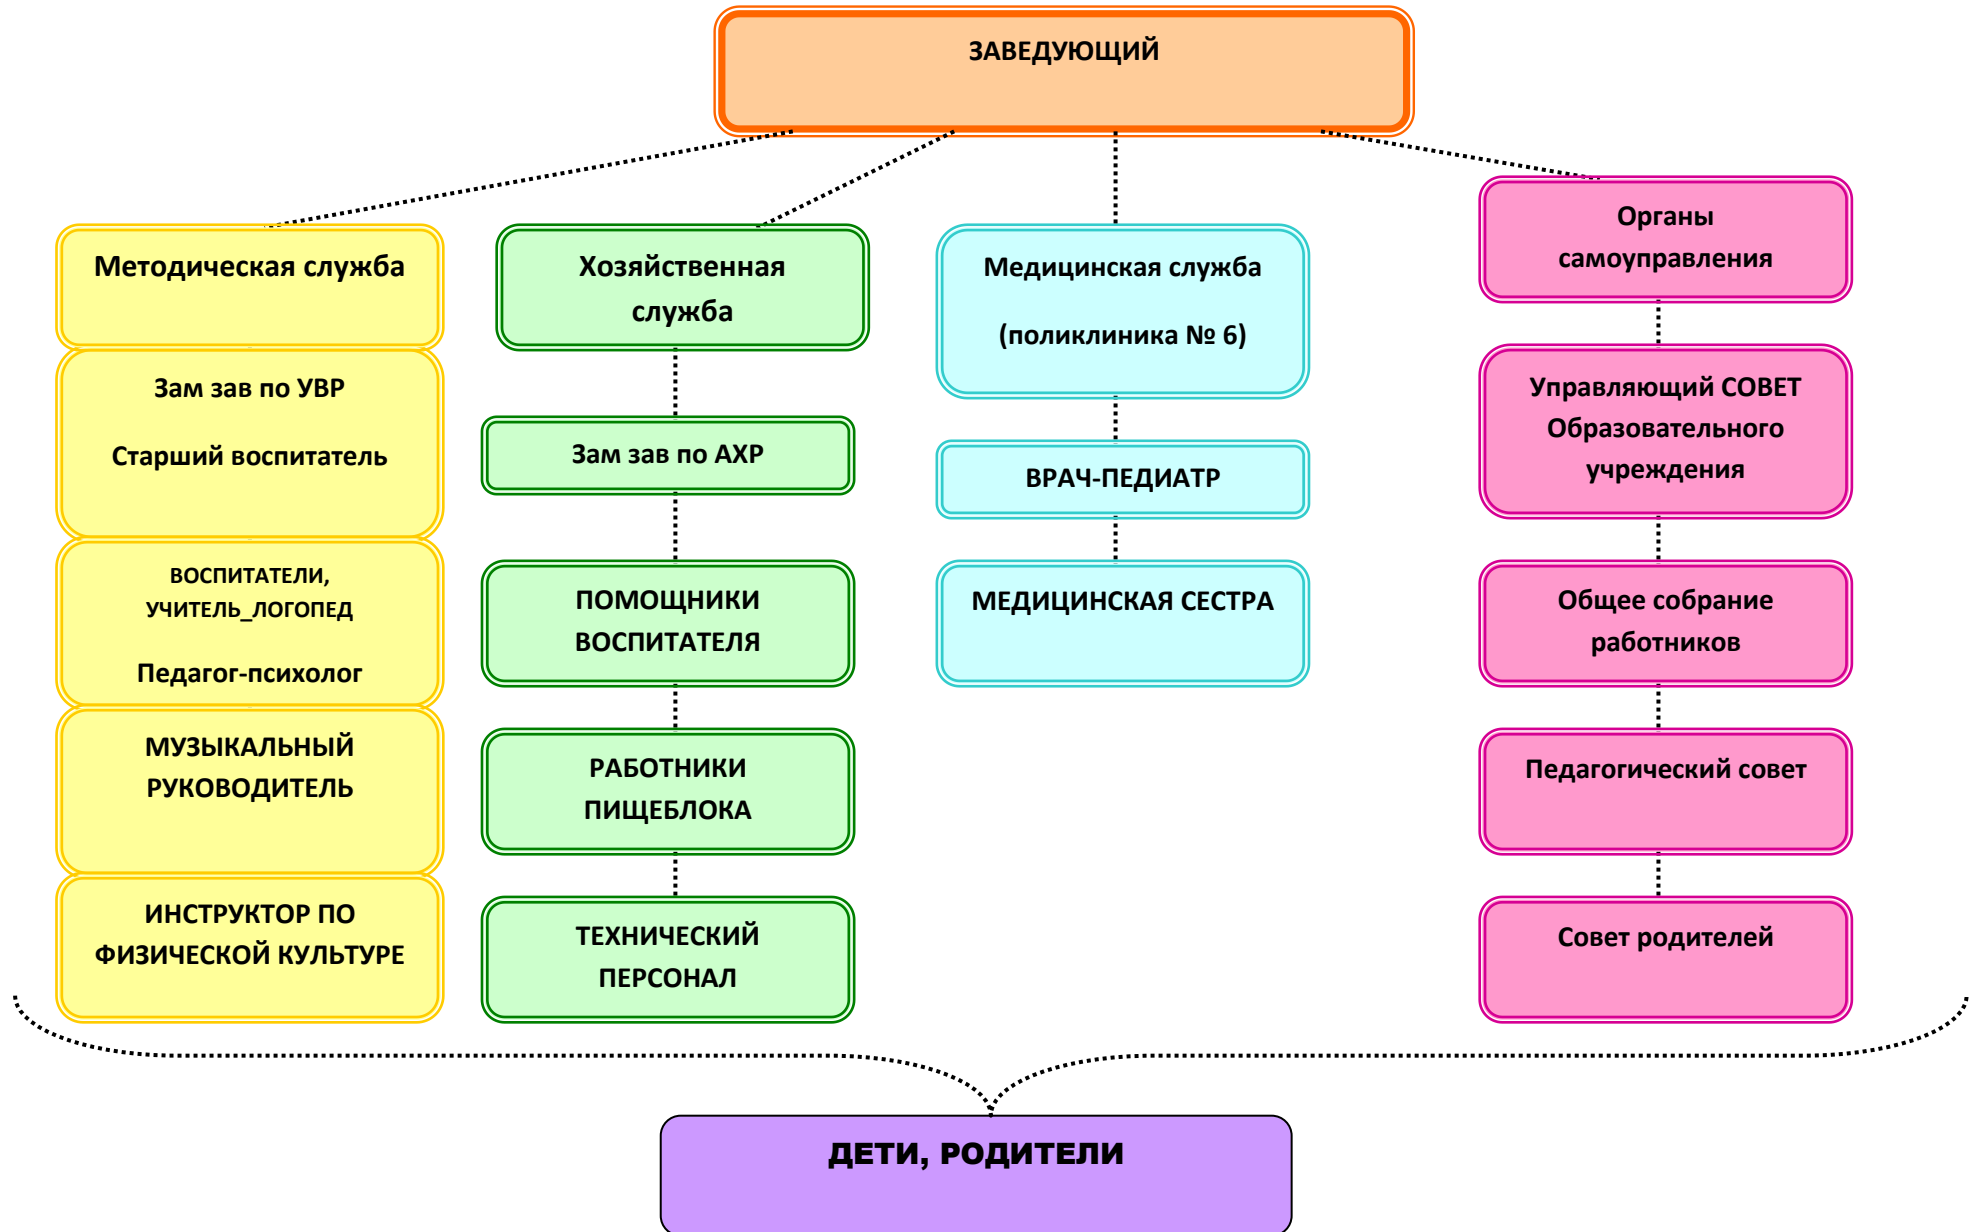 ЗАВЕДУЮЩИЙ
Методическая служба
Зам зав по УВР
Старший воспитатель
ВОСПИТАТЕЛИ,
УЧИТЕЛЬ_ЛОГОПЕД
Педагог-психолог
МУЗЫКАЛЬНЫЙ
РУКОВОДИТЕЛЬ
ИНСТРУКТОР ПО
ФИЗИЧЕСКОЙ КУЛЬТУРЕ
Хозяйственная
служба
Зам зав по АХР
ПОМОЩНИКИ
ВОСПИТАТЕЛЯ
РАБОТНИКИ
ПИЩЕБЛОКА
ТЕХНИЧЕСКИЙ
ПЕРСОНАЛ
Медицинская служба
(поликлиника № 6)
ВРАЧ-ПЕДИАТР
МЕДИЦИНСКАЯ СЕСТРА
Органы
самоуправления
Управляющий СОВЕТ
Образовательного
учреждения
Общее собрание
работников
Педагогический совет
Совет родителей
ДЕТИ, РОДИТЕЛИ